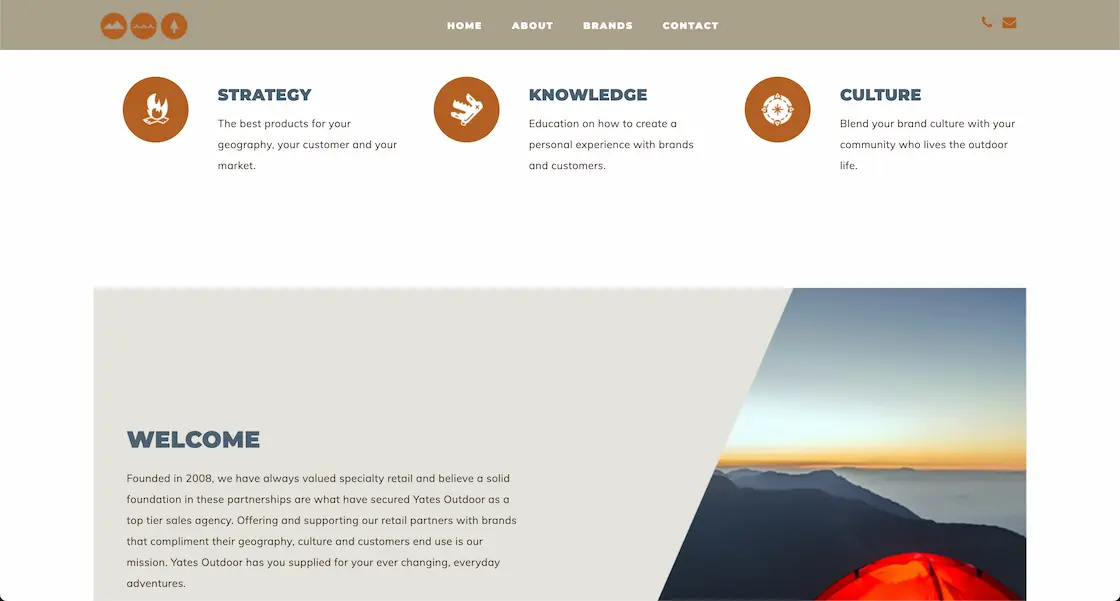 HOME ABOUT BRANDS CONTACT
STRATEGY
The best products for your
geography, your customer and your
market.
KNOWLEDGE
Education on how to create a
personal experience with brands
and customers.
CULTURE
Blend your brand culture with your
community who lives the outdoor
life.
WELCOME
Founded in 2008, we have always valued specialty retail and believe a solid
foundation in these partnerships are what have secured Yates Outdoor as a
top tier sales agency. Offering and supporting our retail partners with brands
that compliment their geography, culture and customers end use is our
mission. Yates Outdoor has you supplied for your ever changing, everyday
adventures.